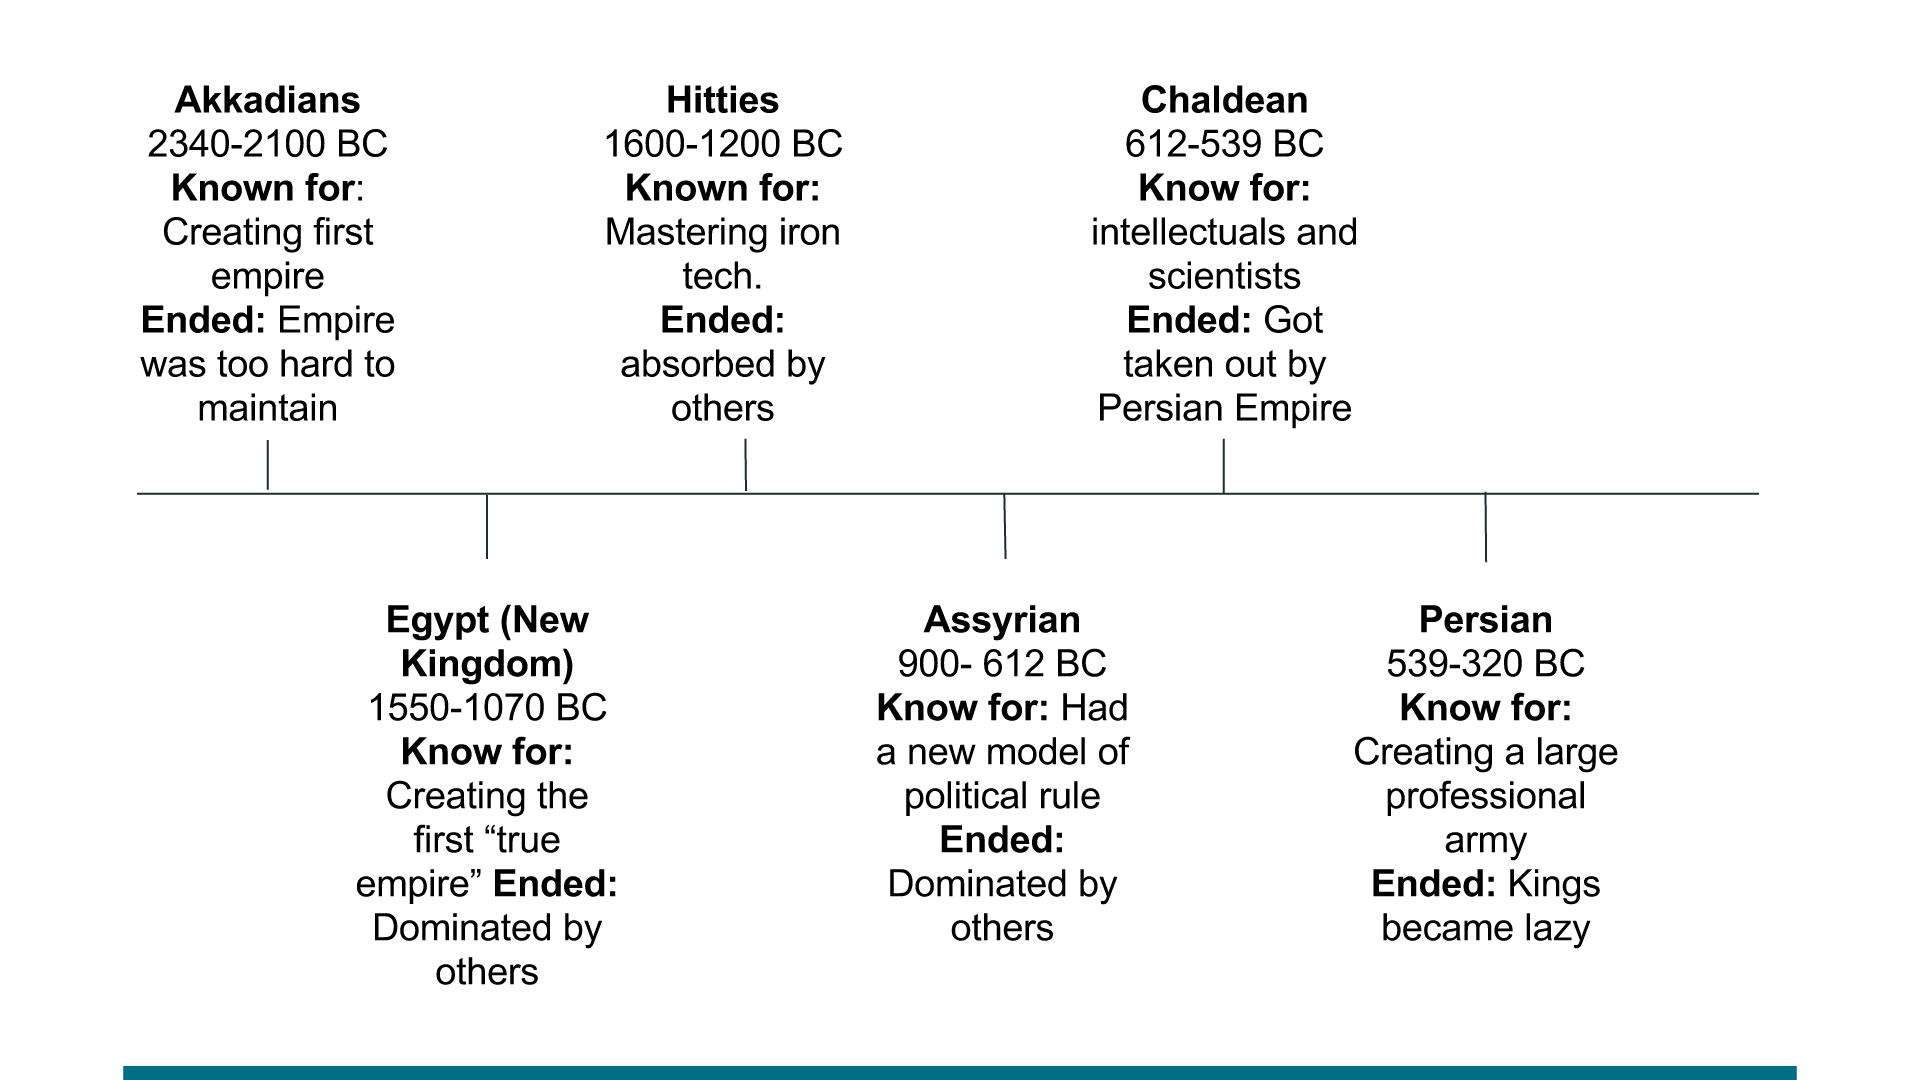 Akkadians
2340-2100 BC
Known for:
Creating first
empire
Ended: Empire
was too hard to
maintain
Hitties
1600-1200 BC
Known for:
Mastering iron
tech.
Ended:
absorbed by
others
Chaldean
612-539 BC
Know for:
intellectuals and
scientists
Ended: Got
taken out by
Persian Empire
Egypt (New
Kingdom)
1550-1070 BC
Know for:
Creating the
first “true
empire” Ended:
Dominated by
others
Assyrian
900- 612 BC
Know for: Had
a new model of
political rule
Ended:
Dominated by
others
Persian
539-320 BC
Know for:
Creating a large
professional
army
Ended: Kings
became lazy